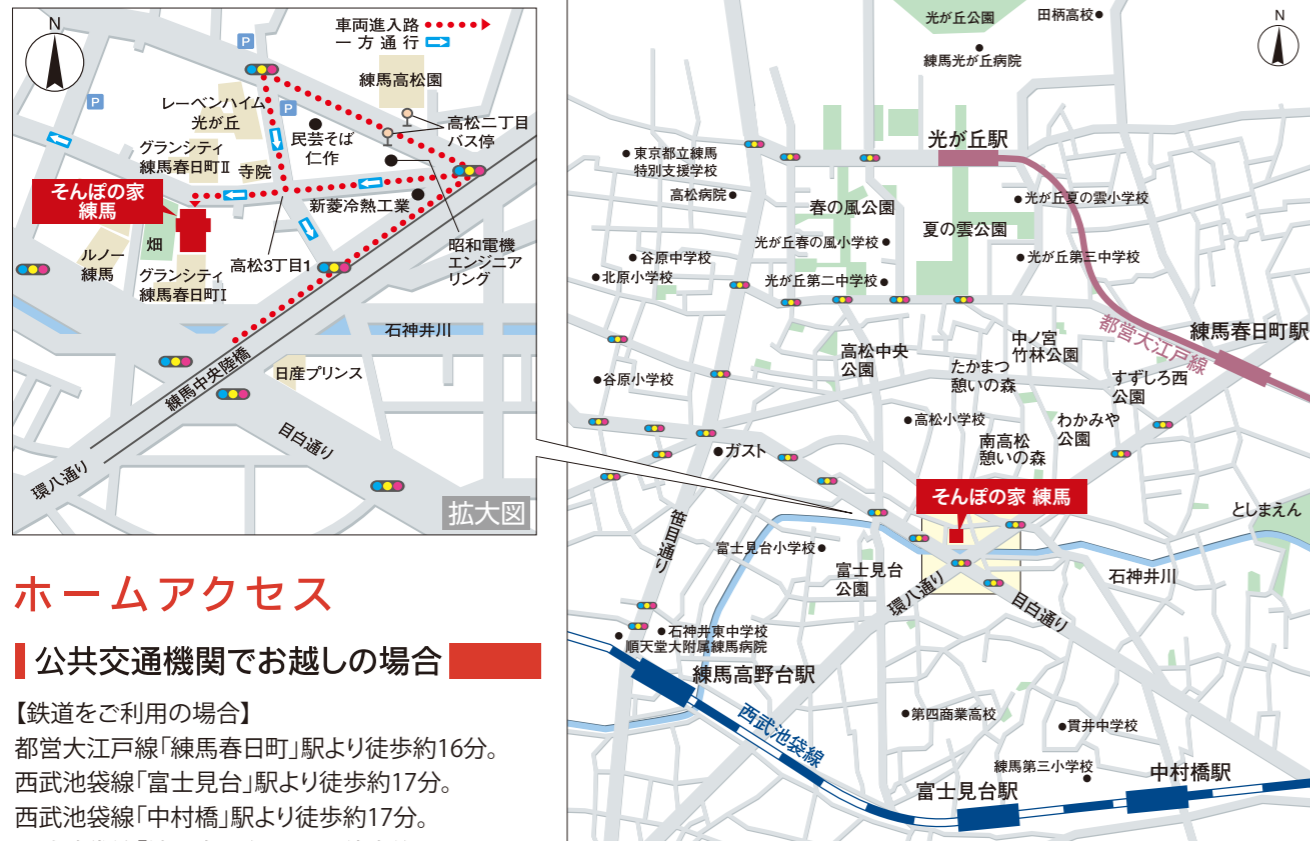 N
車両進入路
一方通行
P
練馬高松園
P
レーベンハイム
光が丘
P
高松二丁目
バス停
民芸そば
仁作
グランシティ
練馬春日町Ⅱ
寺院
そんぽの家
練馬
新菱冷熱工業
畑
ルノー
練馬
高松3丁目1
昭和電機
エンジニア
リング
グランシティ
練馬春日町Ⅰ
石神井川
日産プリンス
練馬中央陸橋
目白通り
環八通り
拡大図
ホームアクセス
公共交通機関でお越しの場合
【鉄道をご利用の場合】
都営大江戸線「練馬春日町」駅より徒歩約16分。
西武池袋線「富士見台」駅より徒歩約17分。
西武池袋線「中村橋」駅より徒歩約17分。
光が丘公園
田柄高校
N
練馬光が丘病院
光が丘駅
東京都立練馬
特別支援学校
高松病院
春の風公園
光が丘夏の雲小学校
夏の雲公園
光が丘春の風小学校
谷原中学校
光が丘第三中学校
北原小学校
光が丘第二中学校
都営大江戸線
練馬春日町駅
中ノ宮
竹林公園
高松中央
公園
たかまつ
憩いの森
すずしろ西
公園
谷原小学校
高松小学校
わかみや
公園
南高松
憩いの森
ガスト
そんぽの家 練馬
としまえん
笹目通り
富士見台小学校
富士見台
公園
石神井川
環八通り
目白通り
石神井東中学校
順天堂大附属練馬病院
練馬高野台駅
西武池袋線
第四商業高校
貫井中学校
練馬第三小学校
中村橋駅
富士見台駅